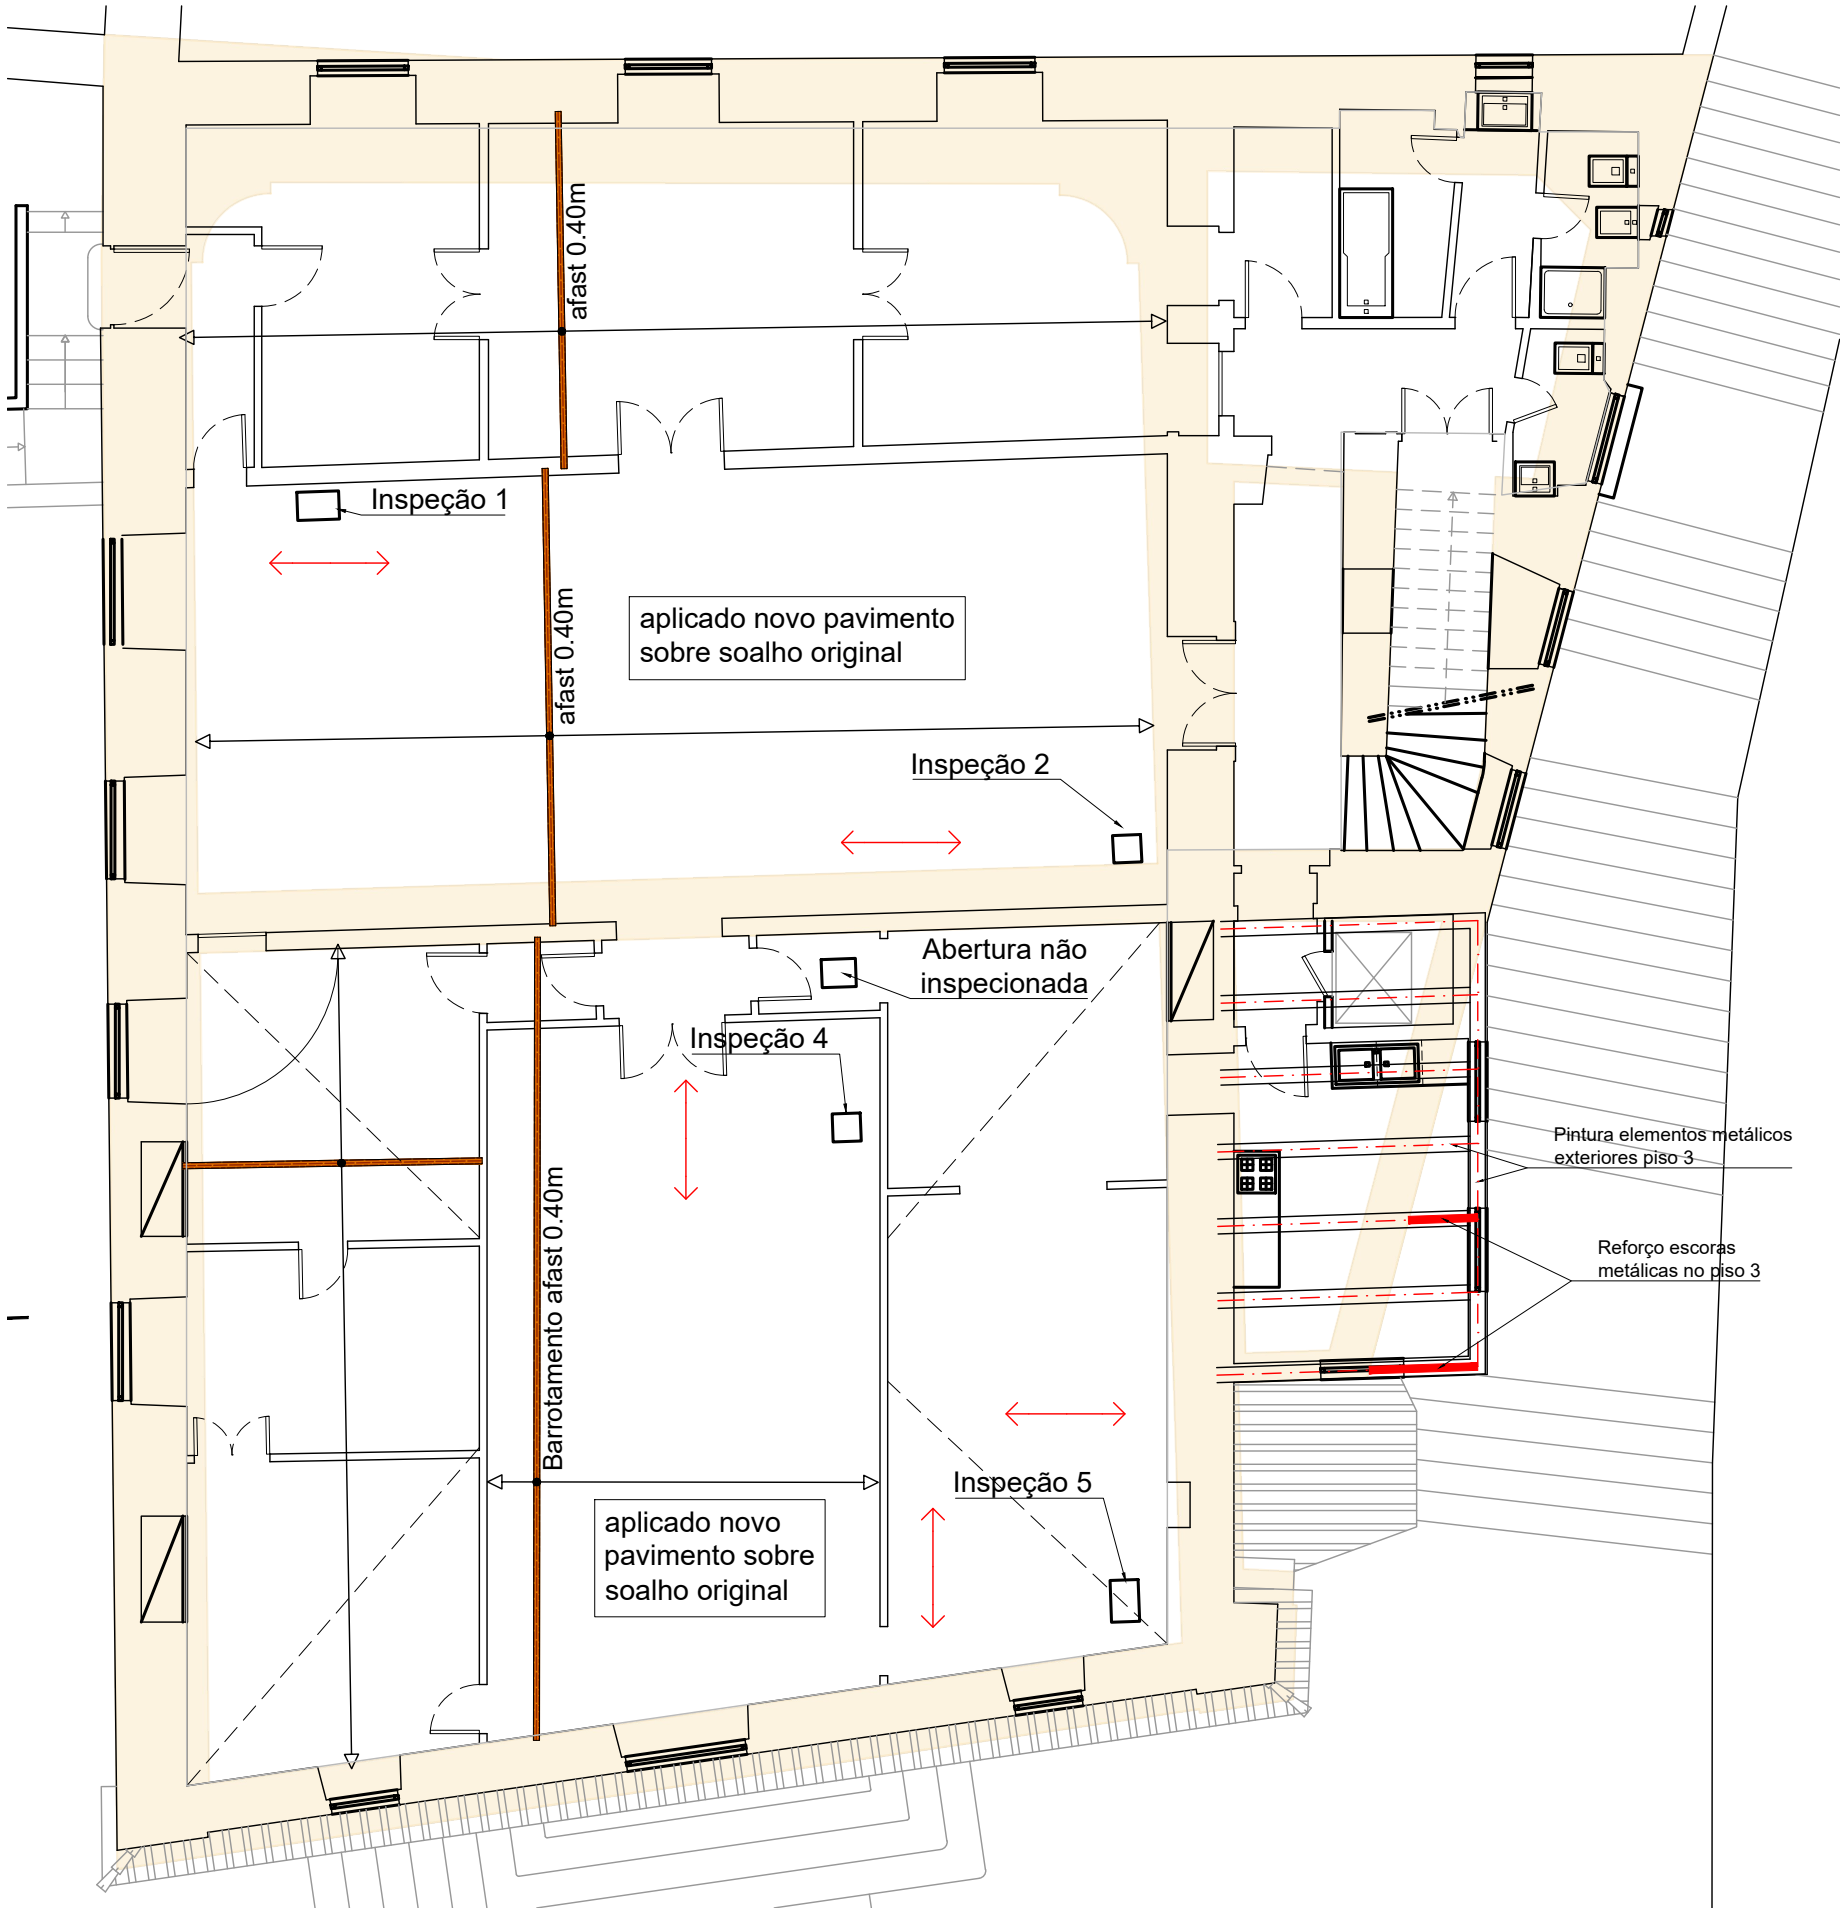 afast 0.40m
Inspeção 1
afast 0.40m
aplicado novo pavimento
sobre soalho original
Inspeção 2
Abertura não
inspecionada
Inspeção 4
Pintura elementos metálicos
exteriores piso 3
Barrotamento afast 0.40m
Reforço escoras
metálicas no piso 3
Inspeção 5
aplicado novo
pavimento sobre
soalho original